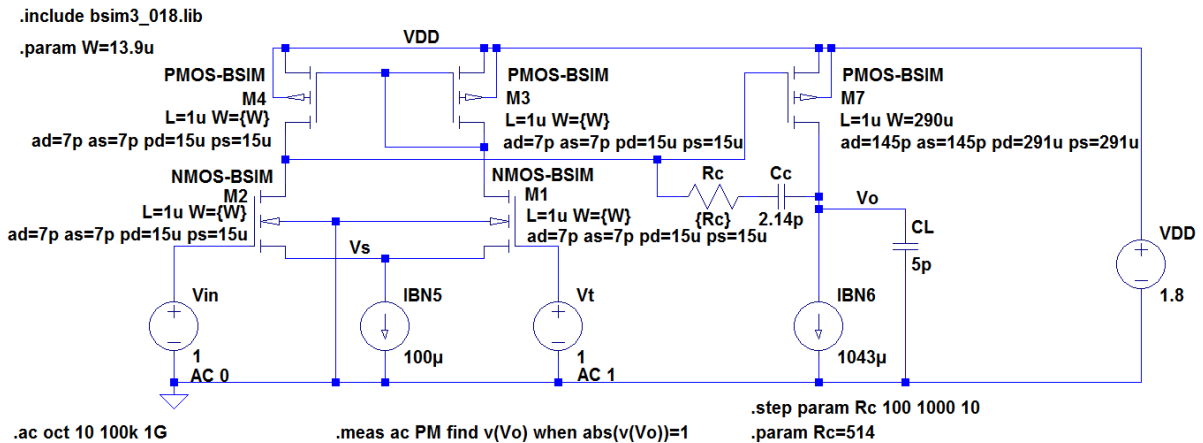 .include bsim3_018.lib
.param W=13.9u
VDD
PMOS-BSIM
M4
L=1u W={W}
ad=7p as=7p pd=15u ps=15u
PMOS-BSIM
M3
L=1u W={W}
ad=7p as=7p pd=15u ps=15u
PMOS-BSIM
M7
L=1u W=290u
ad=145p as=145p pd=291u ps=291u
NMOS-BSIM
M2
L=1u W={W}
ad=7p as=7p pd=15u ps=15u
NMOS-BSIM
M1
L=1u W={W}
ad=7p as=7p pd=15u ps=15u
Rc
{Rc}
Cc
2.14p
Vo
CL
5p
VDD
1.8
Vs
Vin
1
AC 0
IBN5
100µ
Vt
1
AC 1
IBN6
1043µ
.ac oct 10 100k 1G
.meas ac PM find v(Vo) when abs(v(Vo))=1
.step param Rc 100 1000 10
.param Rc=514